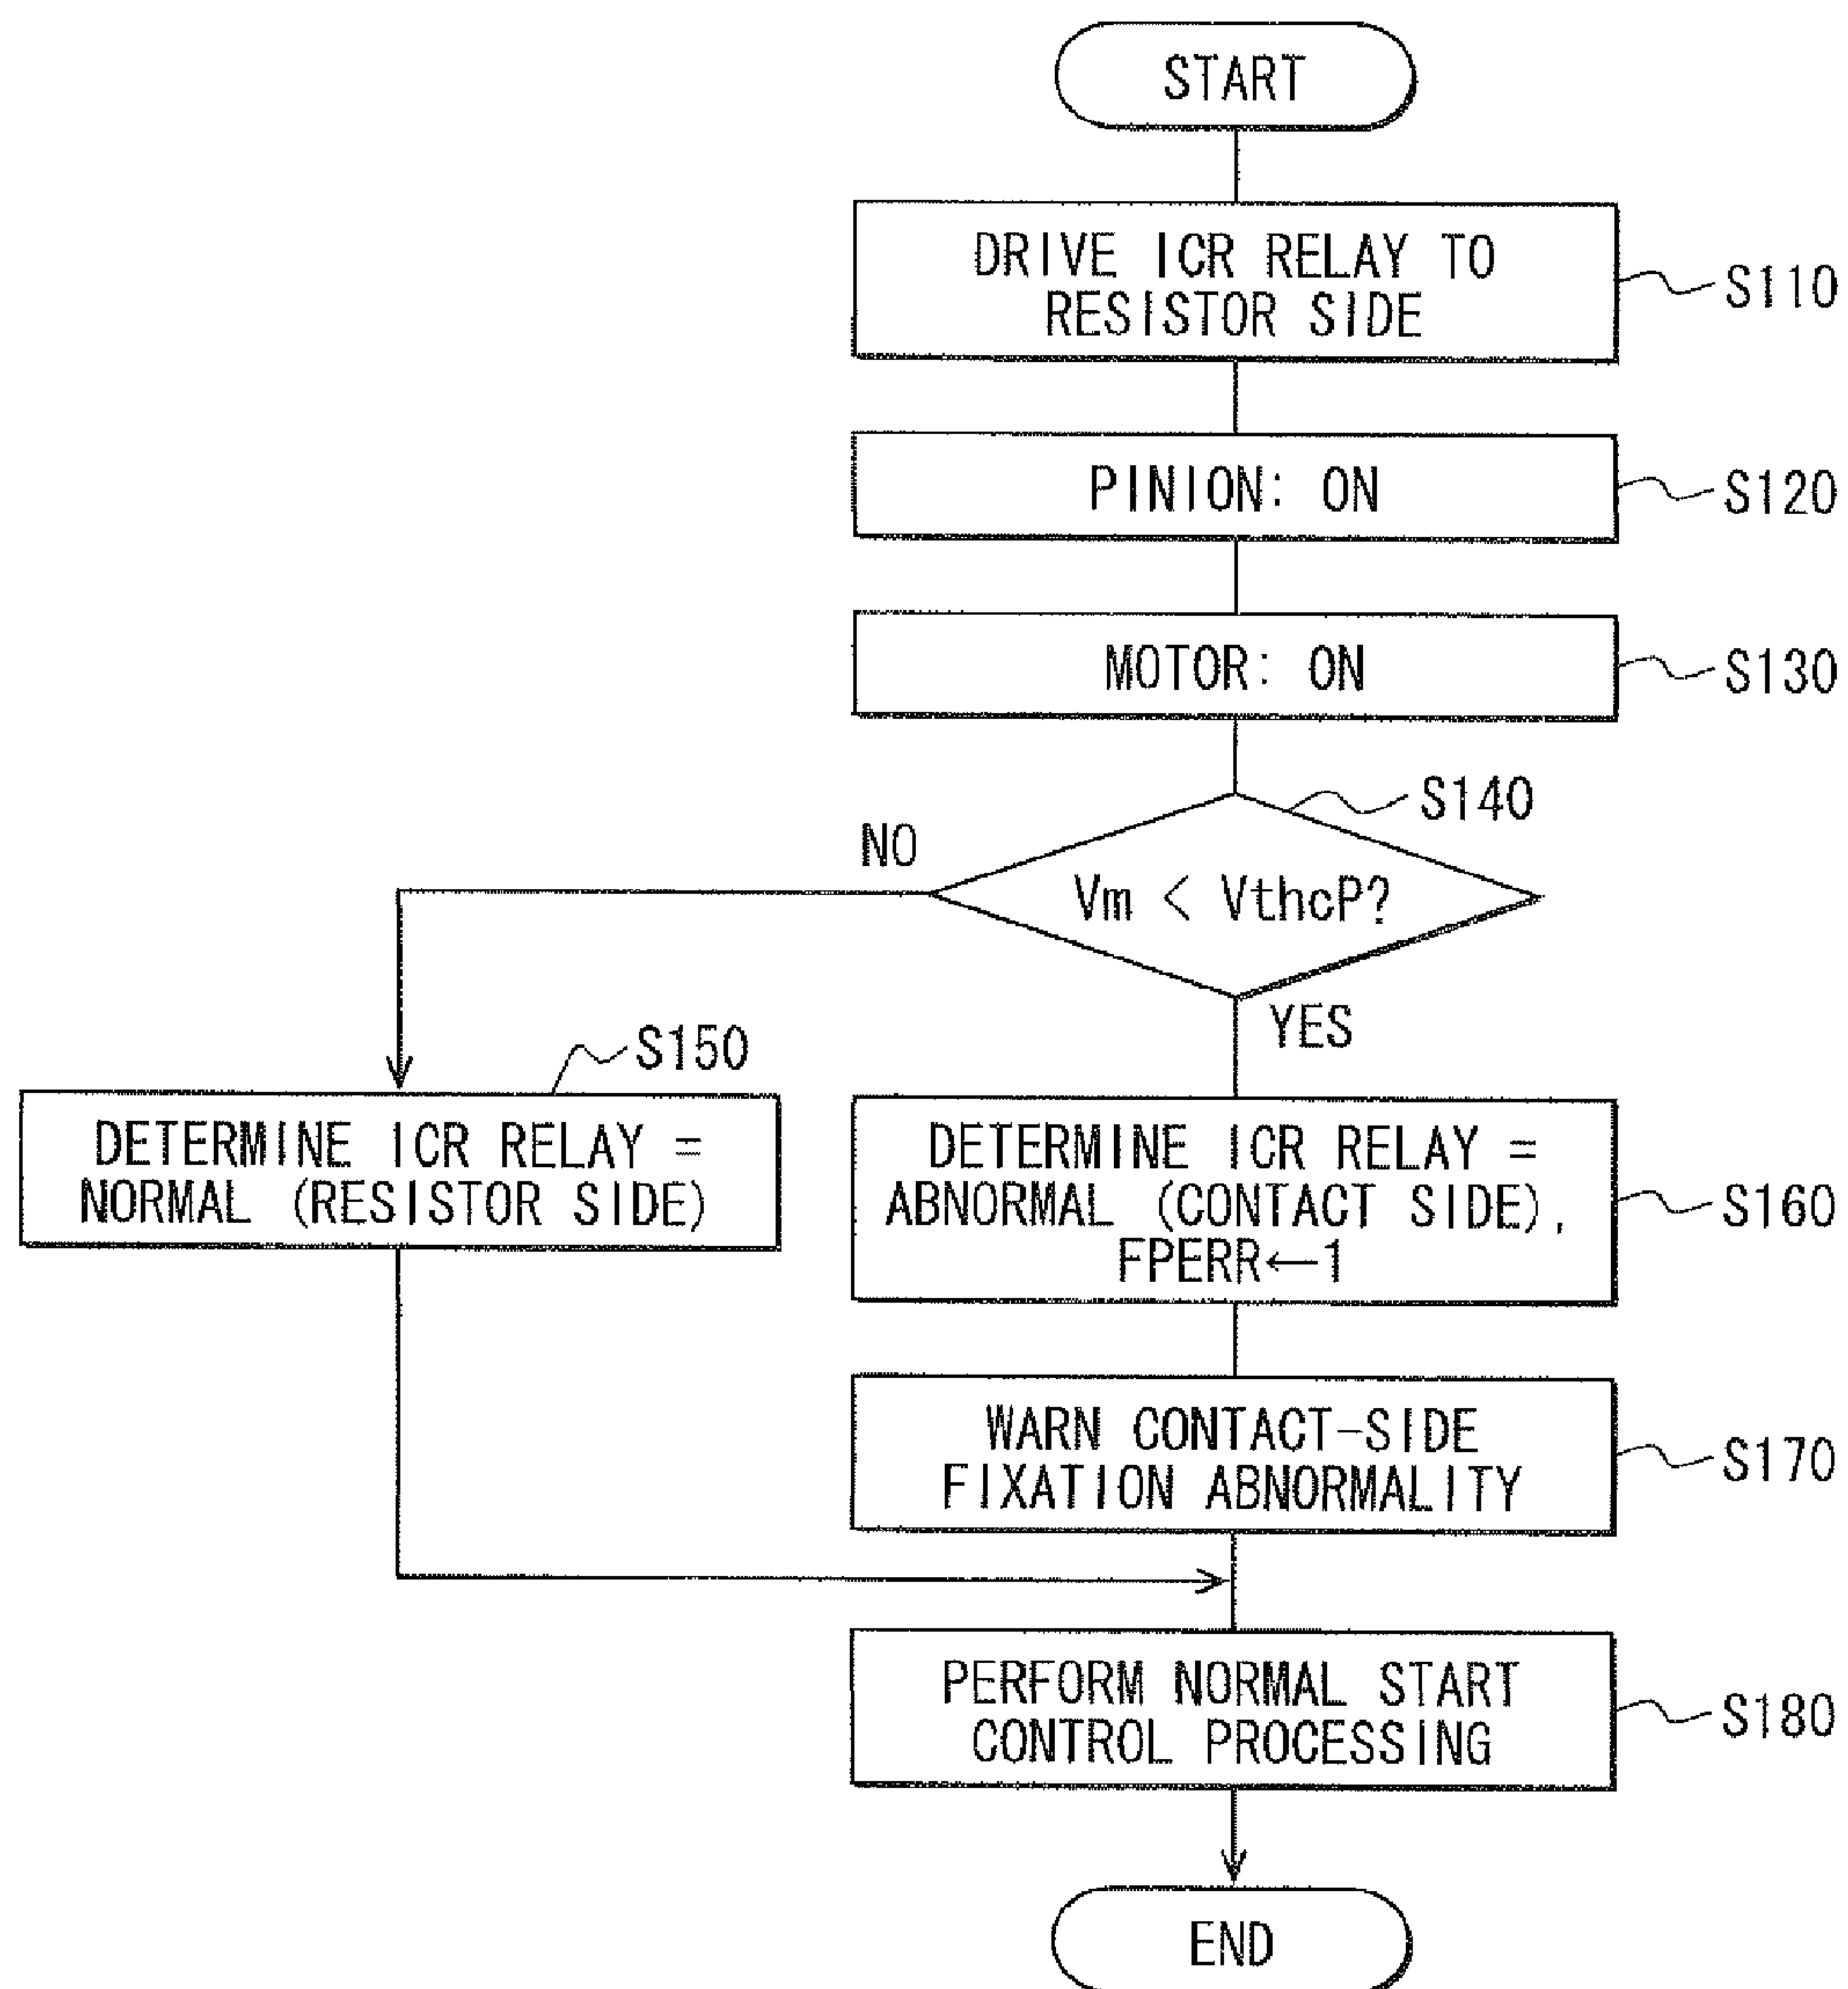 START
DRIVE ICR RELAY TO
RESISTOR SIDE
S110
PINION: ON
S120
MOTOR: ON
S130
S140
NO
Vm < VthcP?
YES
S150
DETERMINE ICR RELAY =
NORMAL (RESISTOR SIDE)
DETERMINE ICR RELAY =
ABNORMAL (CONTACT SIDE),
FPERR←1
S160
WARN CONTACT-SIDE
FIXATION ABNORMALITY
S170
PERFORM NORMAL START
CONTROL PROCESSING
S180
END